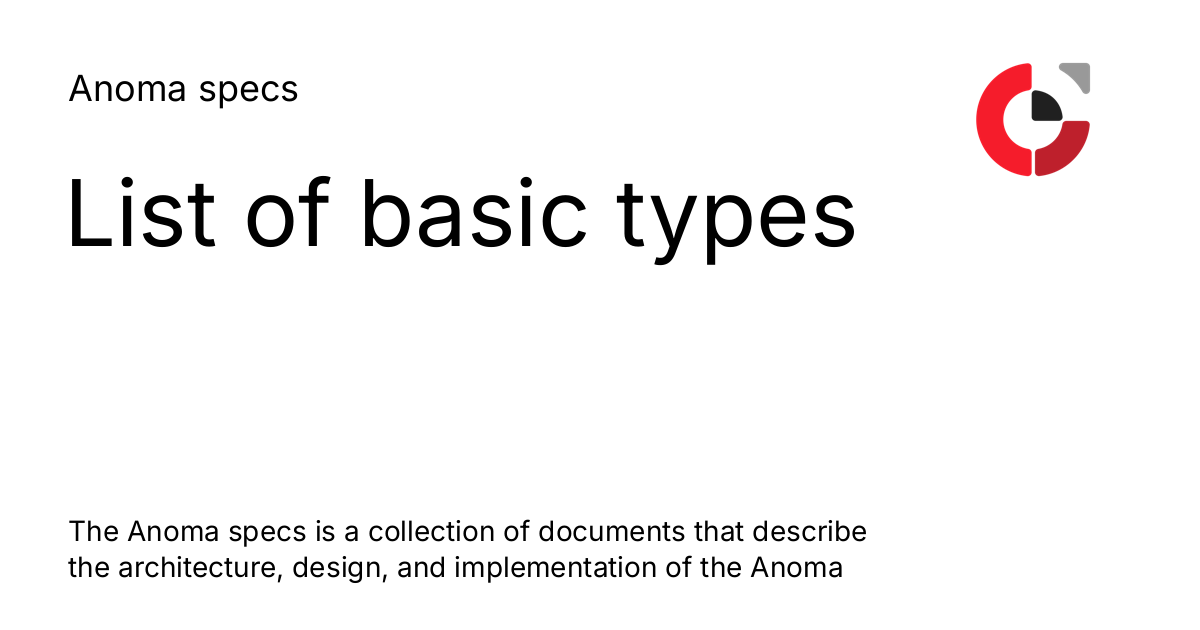 Anoma specs
List of basic types
The Anoma specs is a collection of documents that describe
the architecture, design, and implementation of the Anoma